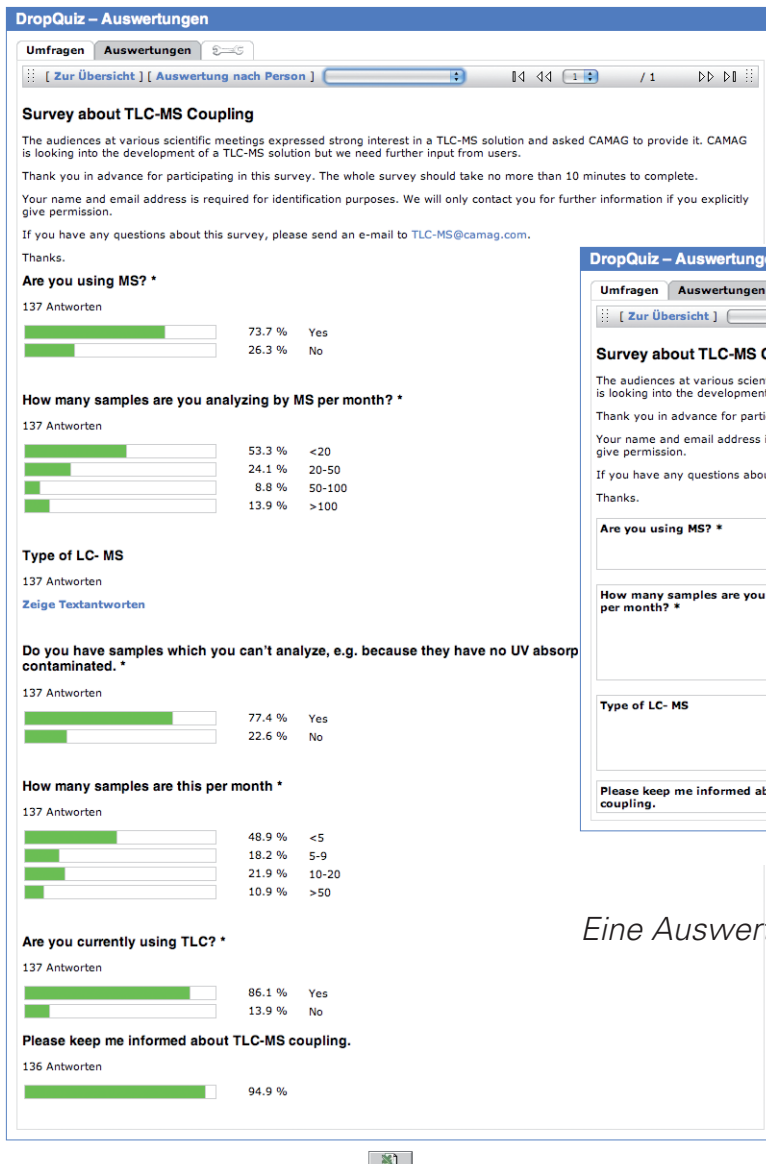 DropQuiz – Auswertungen
Umfragen Auswertungen
[ Zur Übersicht ] [ Auswertung nach Person ] 1 / 1
Survey about TLC-MS Coupling
The audiences at various scientific meetings expressed strong interest in a TLC-MS solution and asked CAMAG to provide it. CAMAG
is looking into the development of a TLC-MS solution but we need further input from users.
Thank you in advance for participating in this survey. The whole survey should take no more than 10 minutes to complete.
Your name and email address is required for identification purposes. We will only contact you for further information if you explicitly
give permission.
If you have any questions about this survey, please send an e-mail to TLC-MS@camag.com.
Thanks.
Are you using MS? *
137 Antworten
73.7 % Yes
26.3 % No
How many samples are you analyzing by MS per month? *
137 Antworten
53.3 % <20
24.1 % 20-50
8.8 % 50-100
13.9 % >100
Type of LC- MS
137 Antworten
Zeige Textantworten
Do you have samples which you can't analyze, e.g. because they have no UV absorp
contaminated. *
137 Antworten
77.4 % Yes
22.6 % No
How many samples are this per month *
137 Antworten
48.9 % <5
18.2 % 5-9
21.9 % 10-20
10.9 % >50
Are you currently using TLC? *
137 Antworten
86.1 % Yes
13.9 % No
Please keep me informed about TLC-MS coupling.
136 Antworten
94.9 %
DropQuiz – Auswertung
Umfragen Auswertungen
[ Zur Übersicht ]
Survey about TLC-MS C
The audiences at various scien
is looking into the development
Thank you in advance for parti
Your name and email address i
give permission.
If you have any questions abou
Thanks.
Are you using MS? *
How many samples are you
per month? *
Type of LC- MS
Please keep me informed ab
coupling.
Eine Auswert